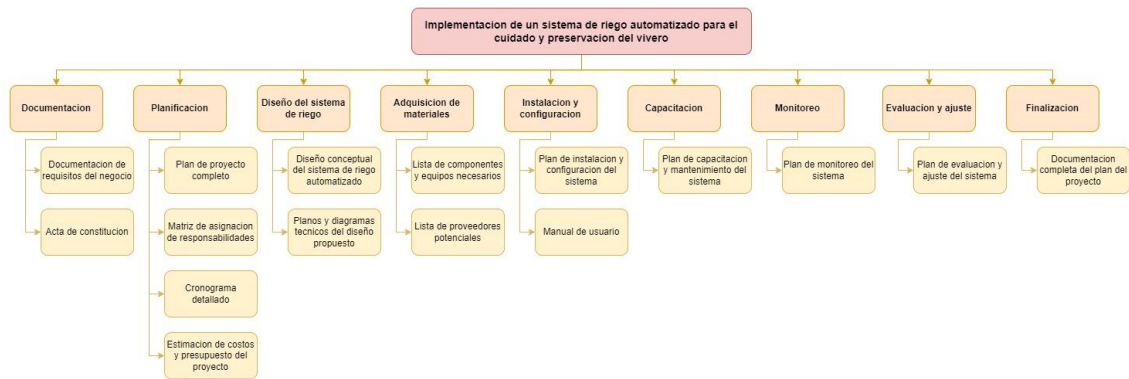 Implementacion de un sistema de riego automatizado para el
cuidado y preservacion del vivero
Documentacion
Planificacion
Diseño del sistema
de riego
Adquisicion de
materiales
Instalacion y
configuracion
Capacitacion
Monitoreo
Evaluacion y ajuste
Finalizacion
Documentacion de
requisitos del negocio
Acta de constitucion
Plan de proyecto
completo
Matriz de asignacion
de responsabilidades
Cronograma
detallado
Estimacion de costos
y presupuesto del
proyecto
Diseño conceptual
del sistema de riego
automatizado
Planos y diagramas
tecnicos del diseño
propuesto
Lista de componentes
y equipos necesarios
Lista de proveedores
potenciales
Plan de instalacion y
configuracion del
sistema
Manual de usuario
Plan de capacitacion
y mantenimiento del
sistema
Plan de monitoreo del
sistema
Plan de evaluacion y
ajuste del sistema
Documentacion
completa del plan del
proyecto